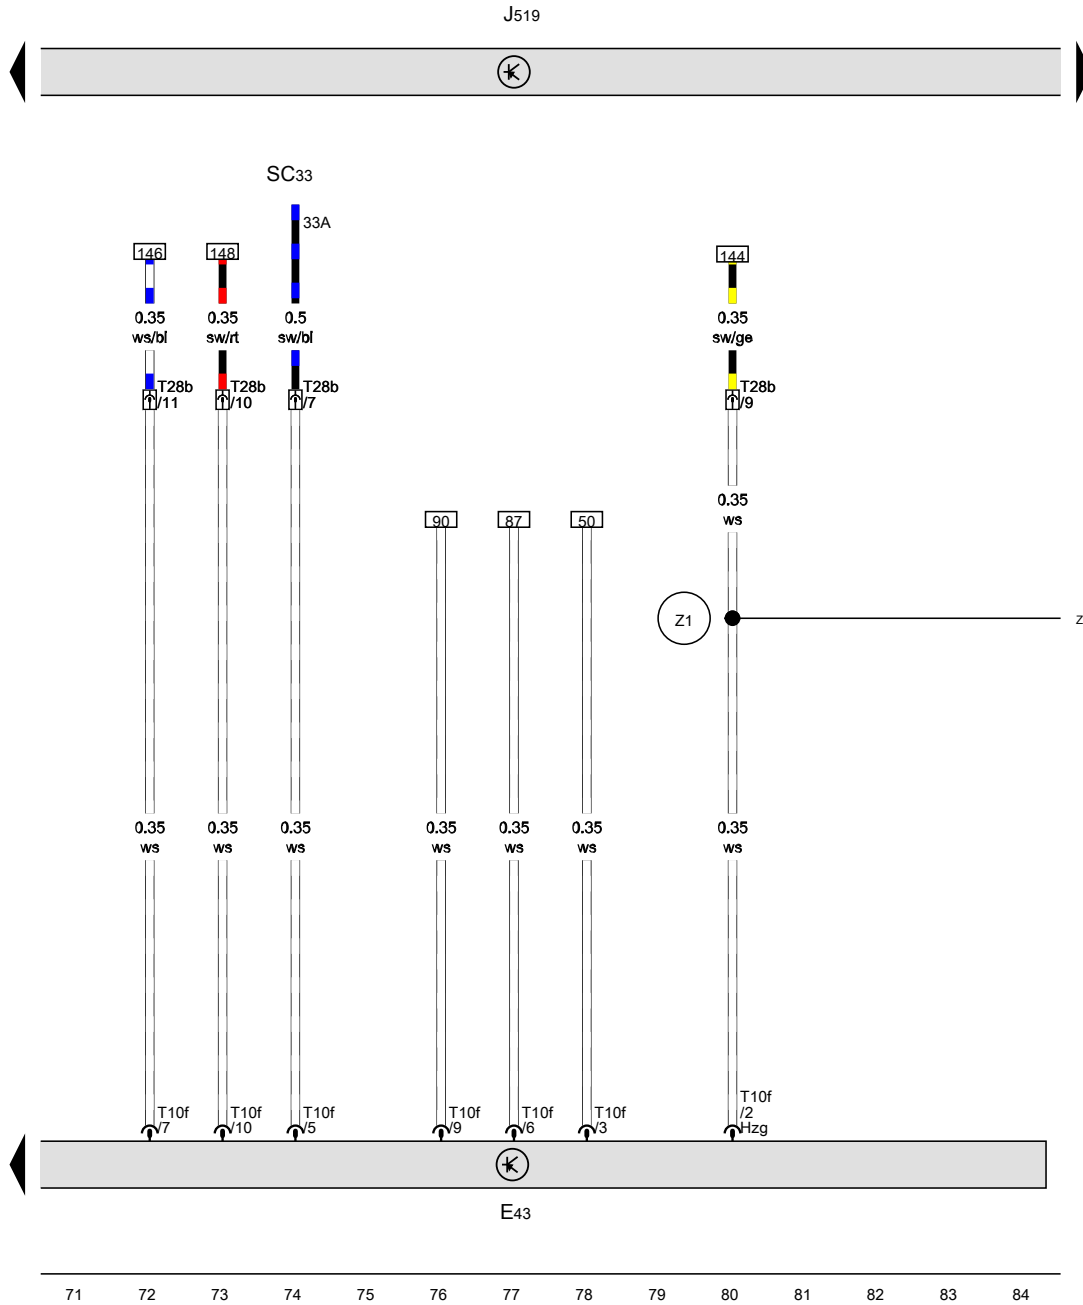 J519
SC33
33A
146
148
144
0.35
0.35
0.5
0.35
ws/bl
sw/rt
sw/bl
sw/ge
T28b
T28b
T28b
T28b
/11
/10
/7
/9
0.35
ws
90
87
50
Z1
z
0.35
0.35
0.35
0.35
0.35
0.35
0.35
ws
ws
ws
ws
ws
ws
ws
T10f
/7
T10f
/10
T10f
/5
T10f
/9
T10f
/6
T10f
/3
T10f
/2
Hzg
E43
71 72 73 74 75 76 77 78 79 80 81 82 83 84